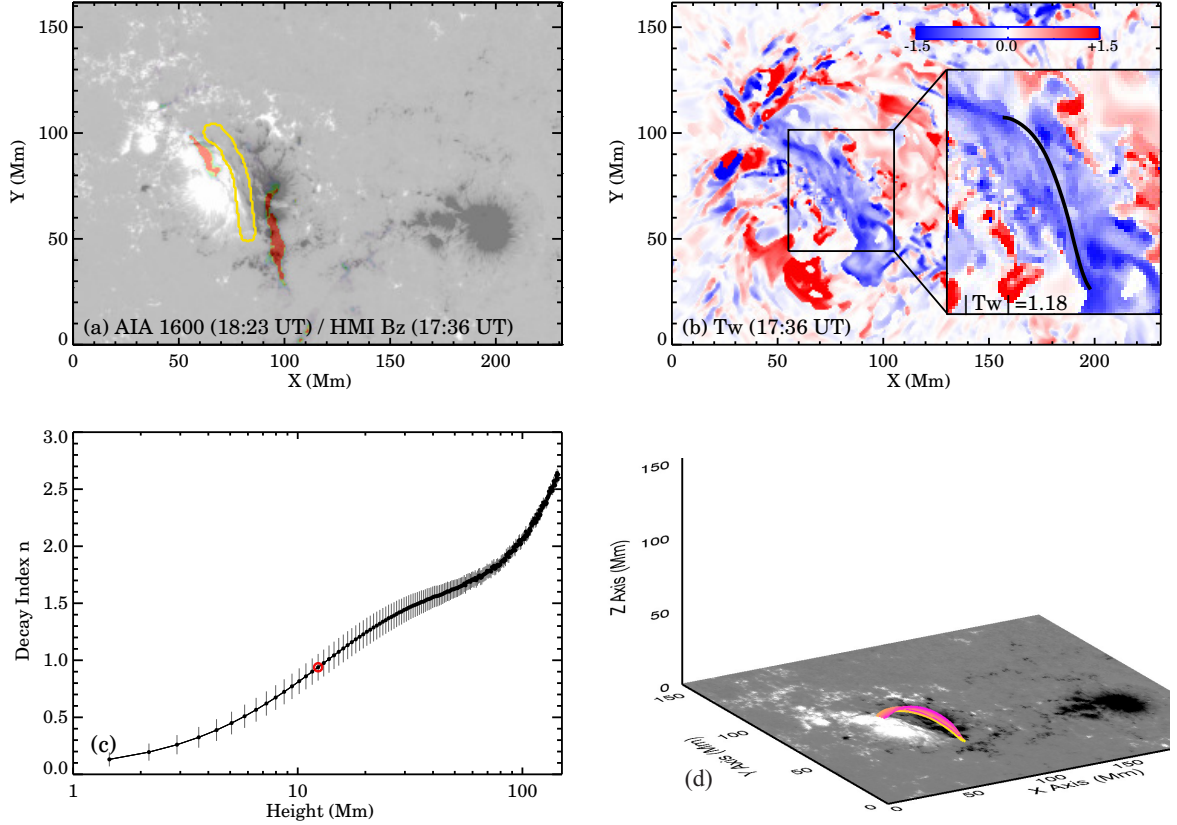 150
100
50
0
Y (Mm)
(a) AIA 1600 (18:23 UT) / HMI Bz (17:36 UT)
0 50 100 150 200
X (Mm)
150
100
50
0
Y (Mm)
-1.5 0.0 +1.5
|Tw|=1.18
(b) Tw (17:36 UT)
0 50 100 150 200
X (Mm)
3.0
2.5
2.0
1.5
1.0
0.5
0.0
Decay Index n
(c)
1 10 100
Height (Mm)
150
100
50
0
Z Axis (Mm)
150
100
50
0
Y Axis (Mm)
0
50
100
150
X Axis (Mm)
(d)